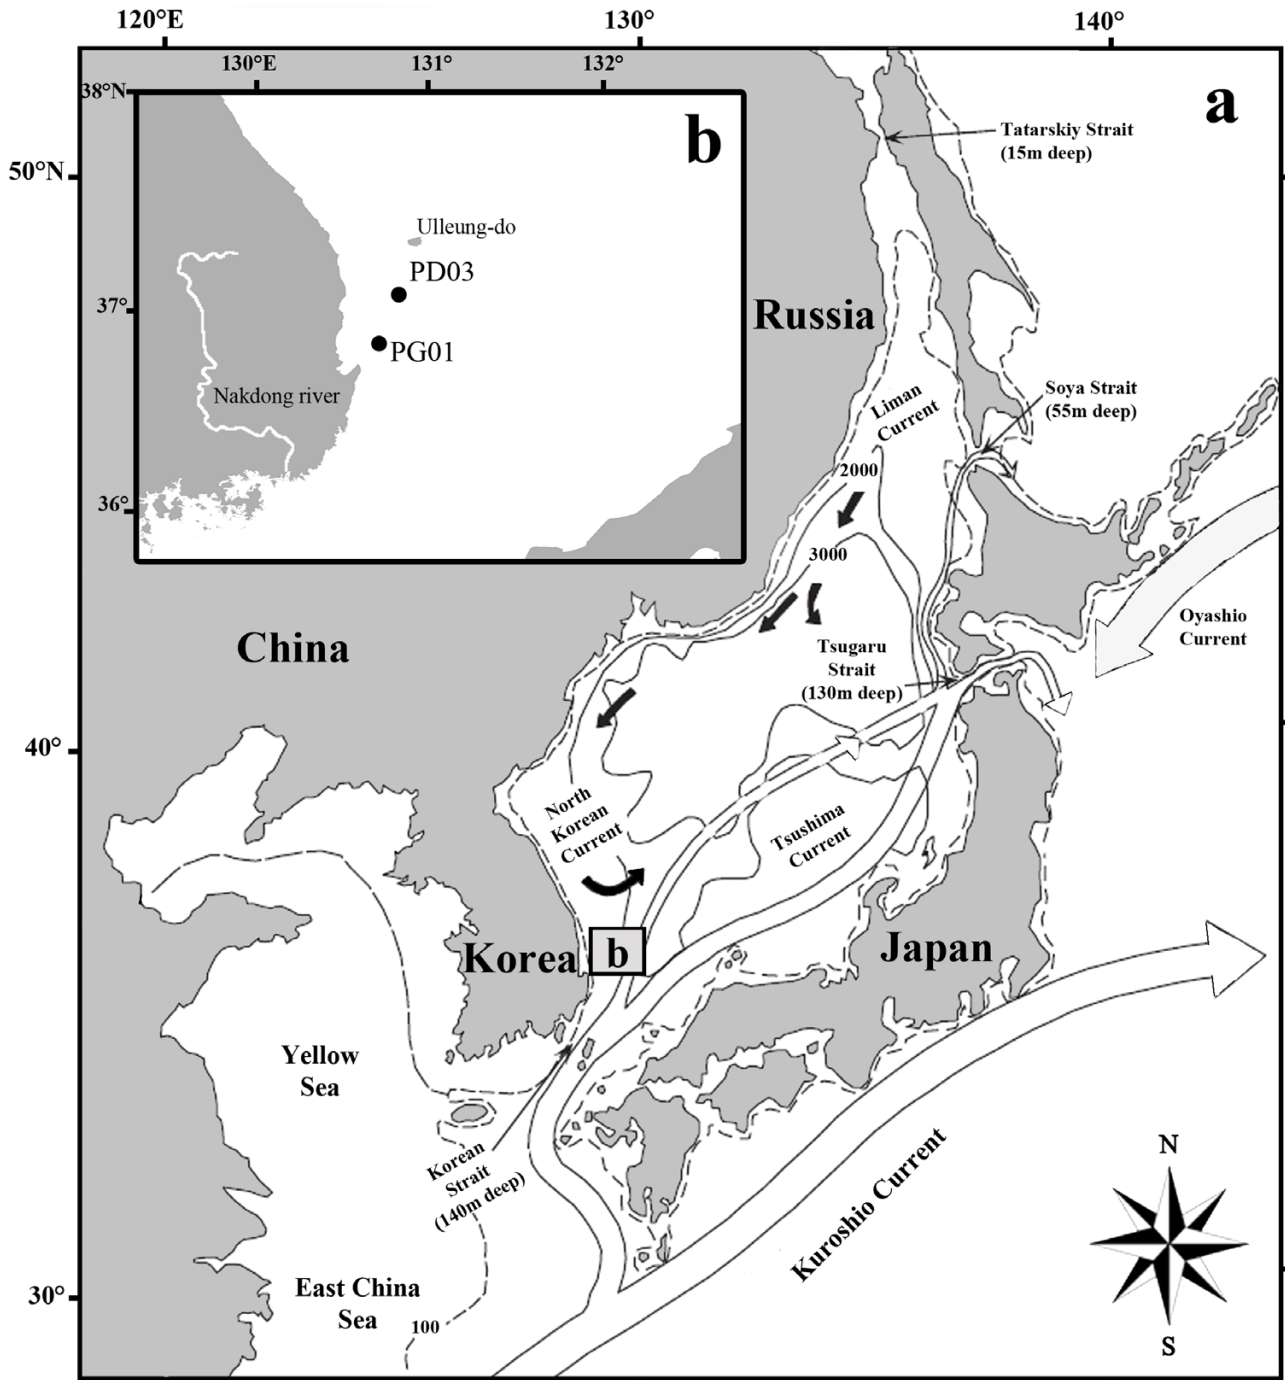 120°E
130°
140°
130°E
131°
132°
38°N
a
b
Tatarskiy Strait
(15m deep)
50°N
Ulleung-do
PD03
37°
Russia
PG01
Nakdong river
Soya Strait
(55m deep)
Liman
Current
2000
36°
3000
Oyashio
Current
China
Tsugaru
Strait
(130m deep)
40°
North
Korean
Current
Tsushima
Current
Korea
b
Japan
Yellow
Sea
Korean
Strait
(140m deep)
Kuroshio Current
N
East China
Sea
30°
100
S